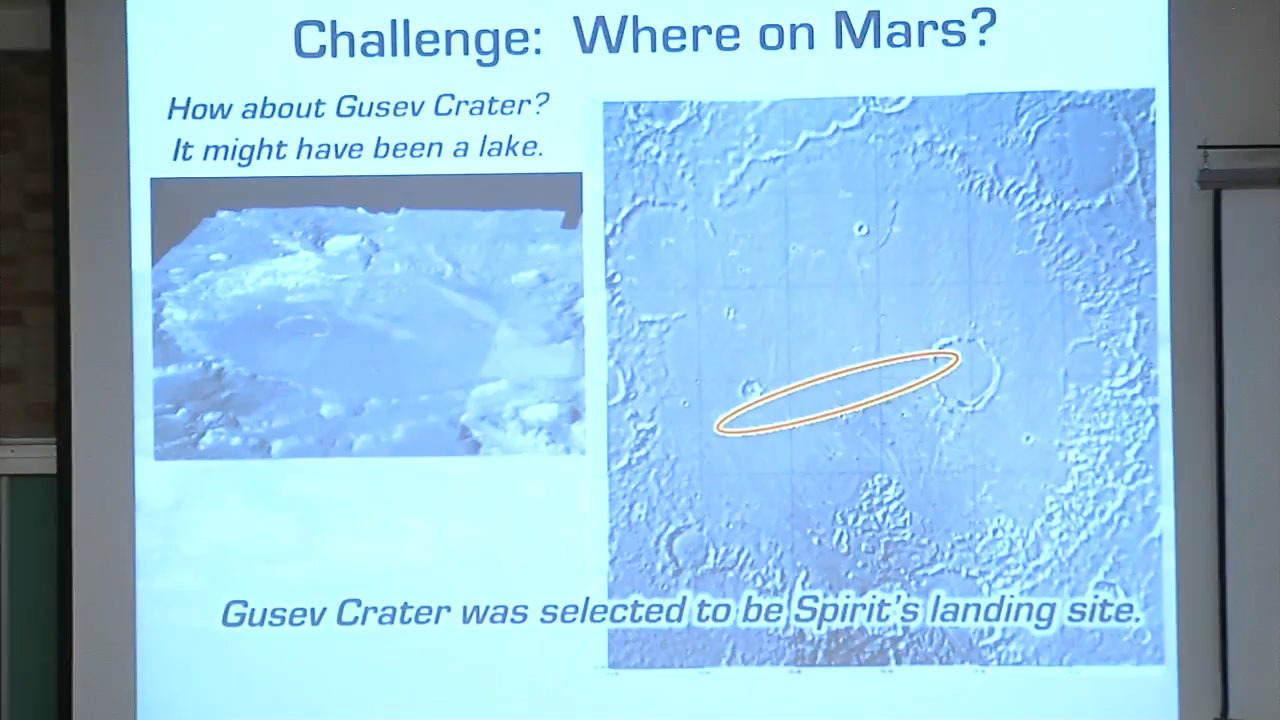 Challenge: Where on Mars?
How about Gusev Crater?
It might have been a lake.
Gusev Crater was selected to be Spirit's landing site.